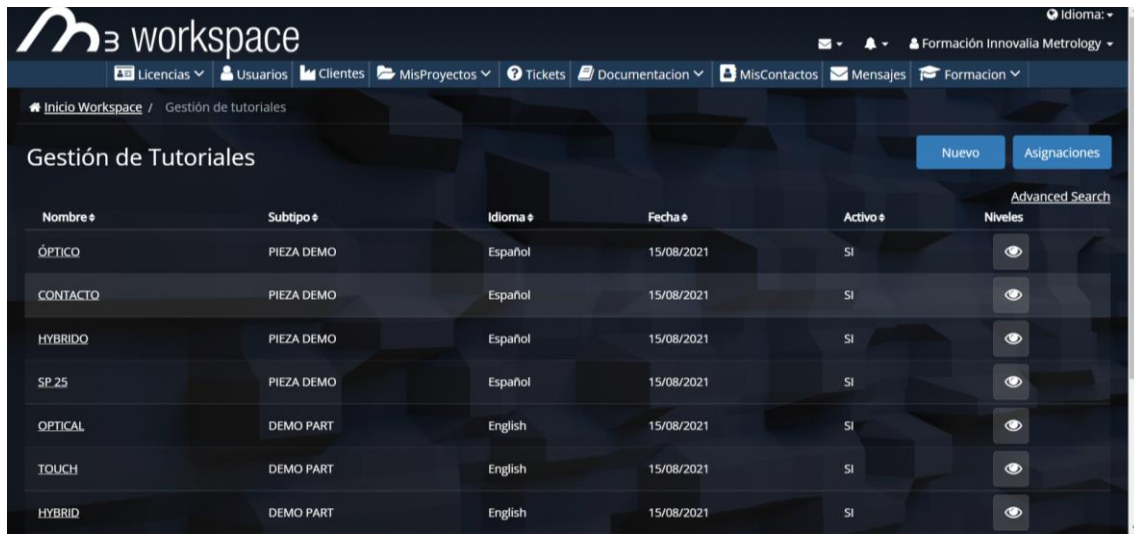 Idioma:
M3 workspace
Formación Innovalia Metrology
Licencias Usuarios Clientes MisProyectos Tickets Documentacion MisContactos Mensajes Formacion
Inicio Workspace / Gestión de tutoriales
Gestión de Tutoriales Nuevo Asignaciones
Advanced Search
Nombre Subtipo Idioma Fecha Activo Niveles
ÓPTICO PIEZA DEMO Español 15/08/2021 SI
CONTACTO PIEZA DEMO Español 15/08/2021 SI
HYBRIDO PIEZA DEMO Español 15/08/2021 SI
SP 25 PIEZA DEMO Español 15/08/2021 SI
OPTICAL DEMO PART English 15/08/2021 SI
TOUCH DEMO PART English 15/08/2021 SI
HYBRID DEMO PART English 15/08/2021 SI